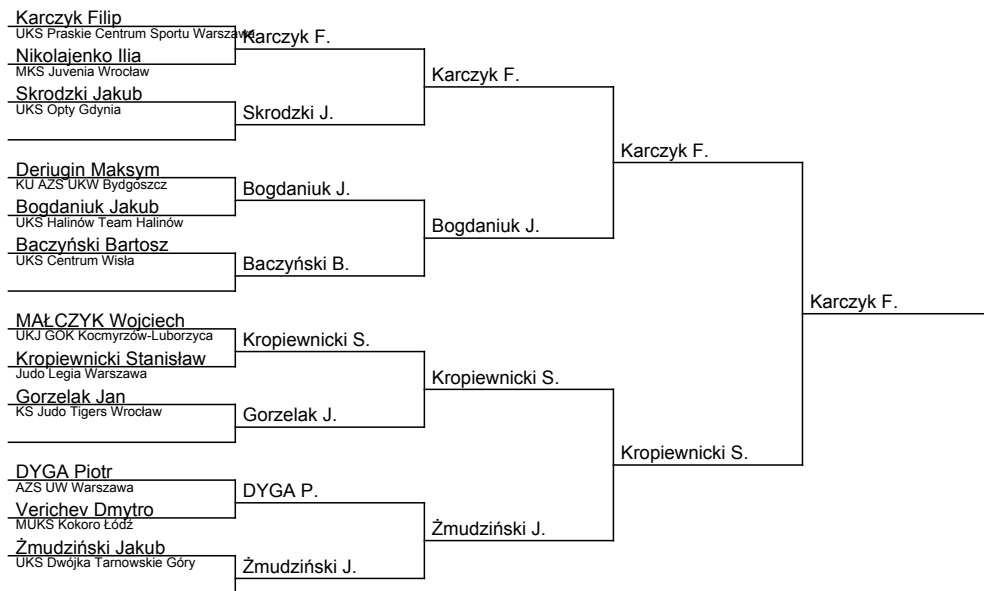 Karczyk Filip
UKS Praskie Centrum Sportu Warszawa
Karczyk F.
Nikolajenko Ilia
MKS Juvenia Wrocław
Karczyk F.
Skrodzki Jakub
UKS Opty Gdynia
Skrodzki J.
Karczyk F.
Deriugin Maksym
KU AZS UKW Bydgoszcz
Bogdaniuk J.
Bogdaniuk Jakub
UKS Halinów Team Halinów
Bogdaniuk J.
Baczyński Bartosz
UKS Centrum Wisła
Baczyński B.
Karczyk F.
MAŁCZYK Wojciech
UKJ GOK Kocmyrzów-Luborzyca
Kropiewnicki S.
Kropiewnicki Stanisław
Judo Legia Warszawa
Kropiewnicki S.
Gorzelak Jan
KS Judo Tigers Wrocław
Gorzelak J.
Kropiewnicki S.
DYGA Piotr
AZS UW Warszawa
DYGA P.
Verichev Dmytro
MUKS Kokoro Łódź
Żmudziński J.
Żmudziński Jakub
UKS Dwójka Tarnowskie Góry
Żmudziński J.